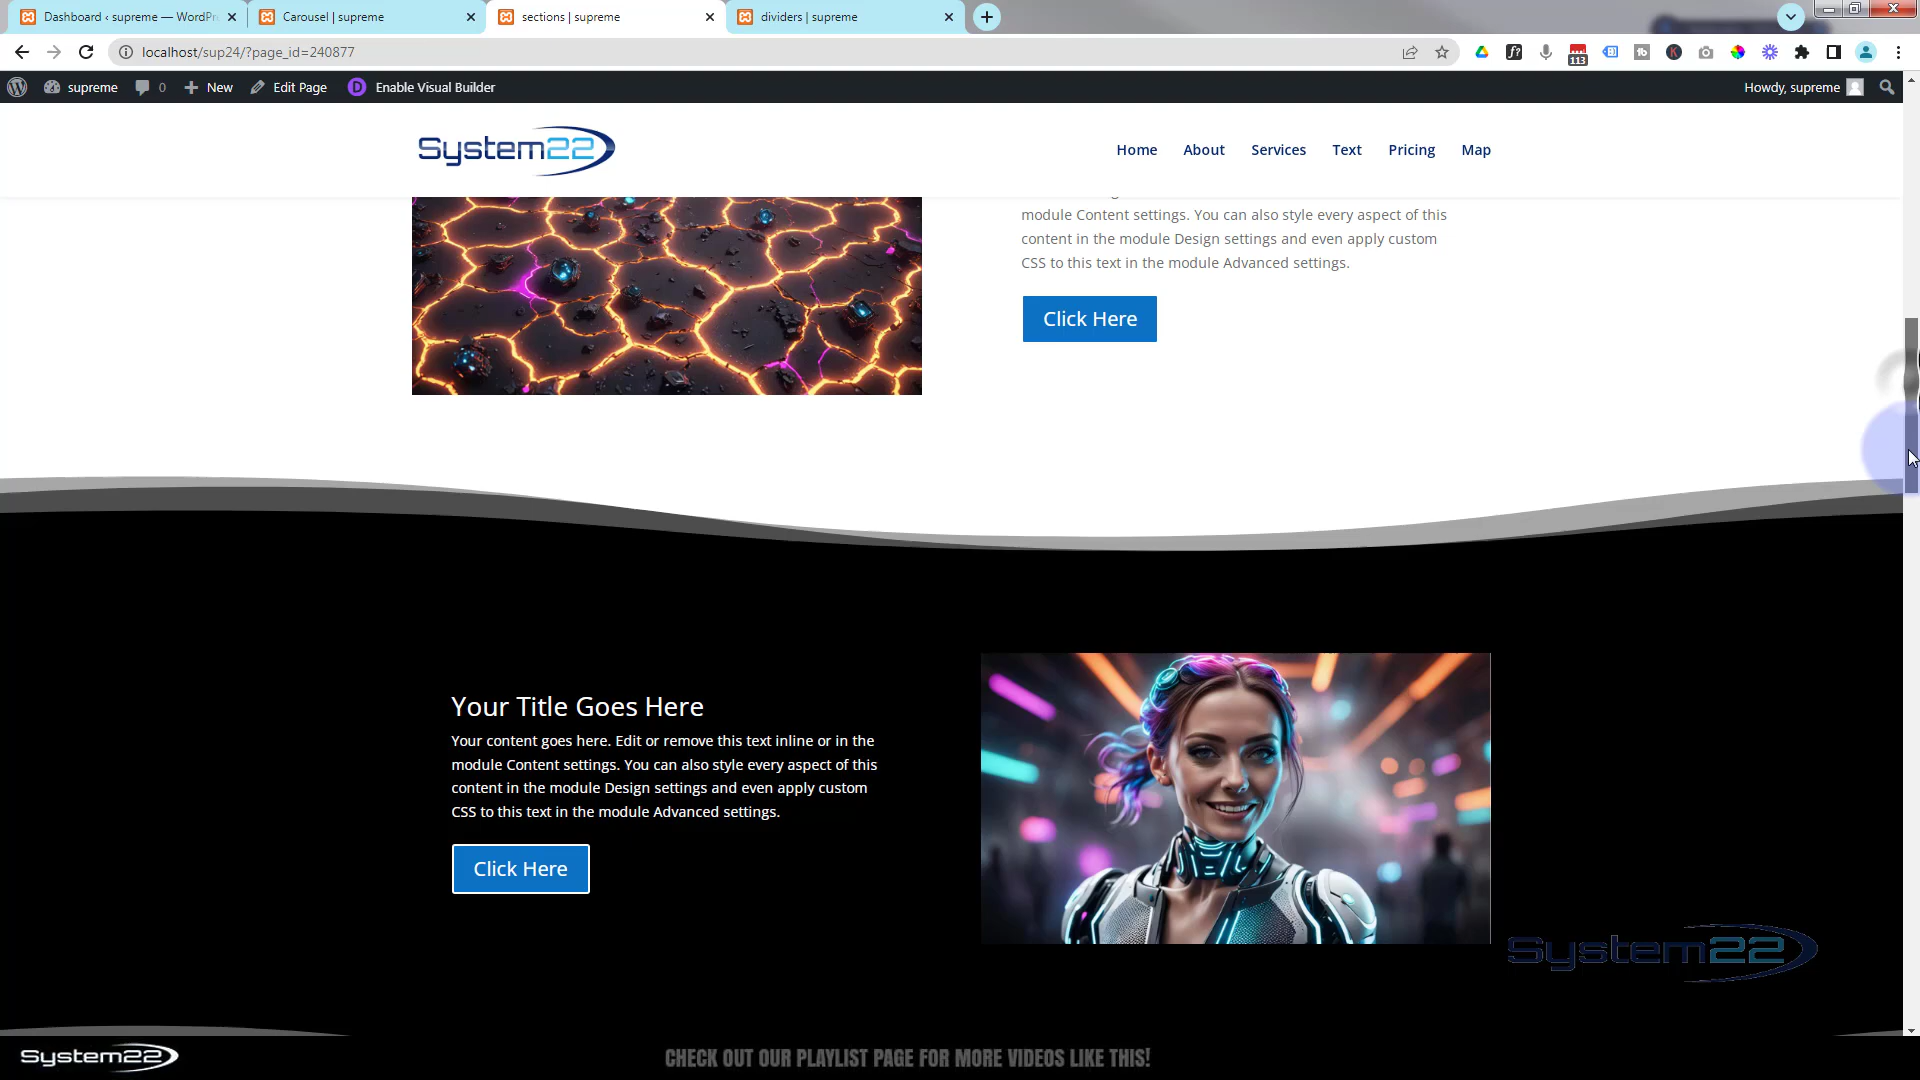 Dashboard ‹ supreme — WordPr
Carousel | supreme
sections | supreme
dividers | supreme
localhost/sup24/?page_id=240877
113
supreme
0
New
Edit Page
D
Enable Visual Builder
Howdy, supreme
System22
Home
About
Services
Text
Pricing
Map
module Content settings. You can also style every aspect of this
content in the module Design settings and even apply custom
CSS to this text in the module Advanced settings.
Click Here
Your Title Goes Here
Your content goes here. Edit or remove this text inline or in the
module Content settings. You can also style every aspect of this
content in the module Design settings and even apply custom
CSS to this text in the module Advanced settings.
Click Here
System22
System22
CHECK OUT OUR PLAYLIST PAGE FOR MORE VIDEOS LIKE THIS!